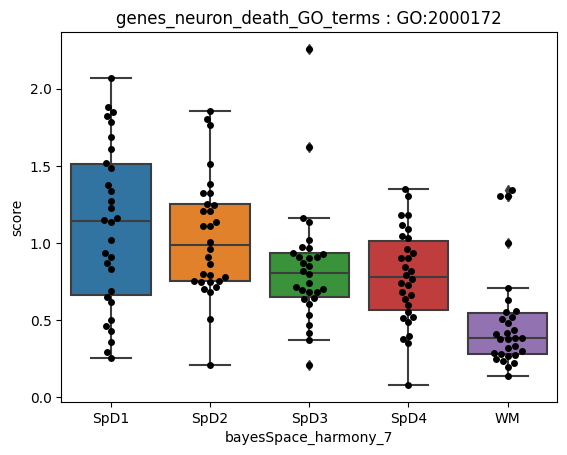 genes_neuron_death_GO_terms : GO:2000172
score
2.0
1.5
1.0
0.5
0.0
SpD1 SpD2 SpD3 SpD4 WM
bayesSpace_harmony_7